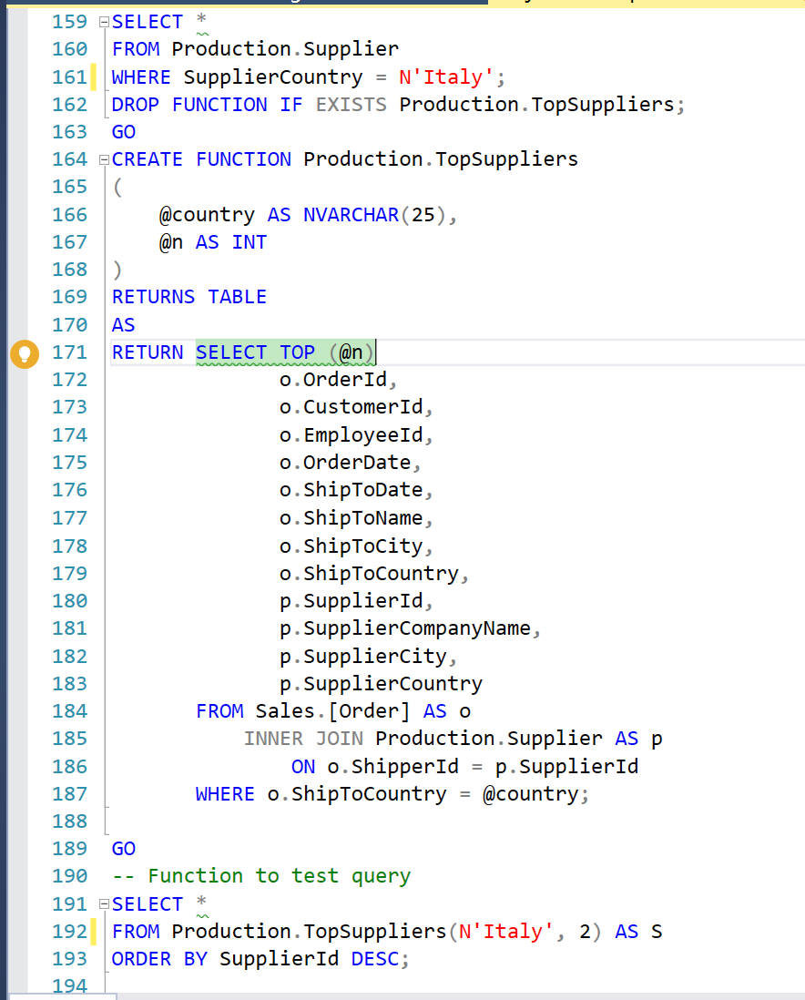 159 SELECT *
160 FROM Production.Supplier
161 WHERE SupplierCountry = N'Italy';
162 DROP FUNCTION IF EXISTS Production.TopSuppliers;
163 GO
164 CREATE FUNCTION Production.TopSuppliers
165 (
166     @country AS NVARCHAR(25),
167     @n AS INT
168 )
169 RETURNS TABLE
170 AS
171 RETURN SELECT TOP (@n)
172               o.OrderId,
173               o.CustomerId,
174               o.EmployeeId,
175               o.OrderDate,
176               o.ShipToDate,
177               o.ShipToName,
178               o.ShipToCity,
179               o.ShipToCountry,
180               p.SupplierId,
181               p.SupplierCompanyName,
182               p.SupplierCity,
183               p.SupplierCountry
184        FROM Sales.[Order] AS o
185            INNER JOIN Production.Supplier AS p
186                ON o.ShipperId = p.SupplierId
187        WHERE o.ShipToCountry = @country;
188
189 GO
190 -- Function to test query
191 SELECT *
192 FROM Production.TopSuppliers(N'Italy', 2) AS S
193 ORDER BY SupplierId DESC;
194